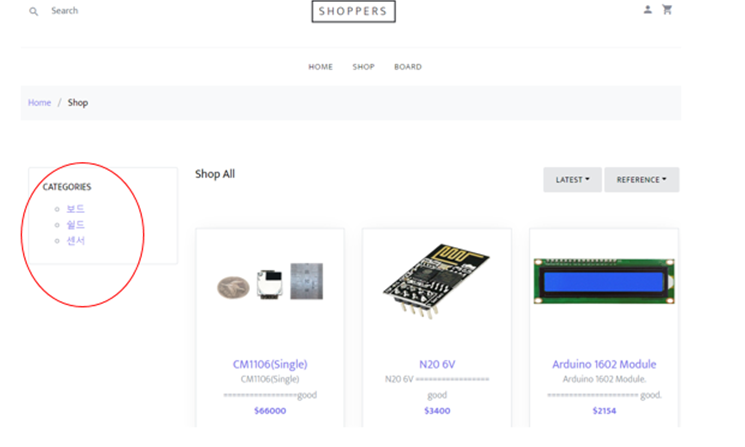 Search
SHOPPERS
HOME SHOP BOARD
Home / Shop
CATEGORIES
보드
쉴드
센서
Shop All
LATEST
REFERENCE
CM1106(Single)
CM1106(Single)
=================good
$66000
N20 6V
N20 6V =================
good
$3400
Arduino 1602 Module
Arduino 1602 Module.
===================== good.
$2154